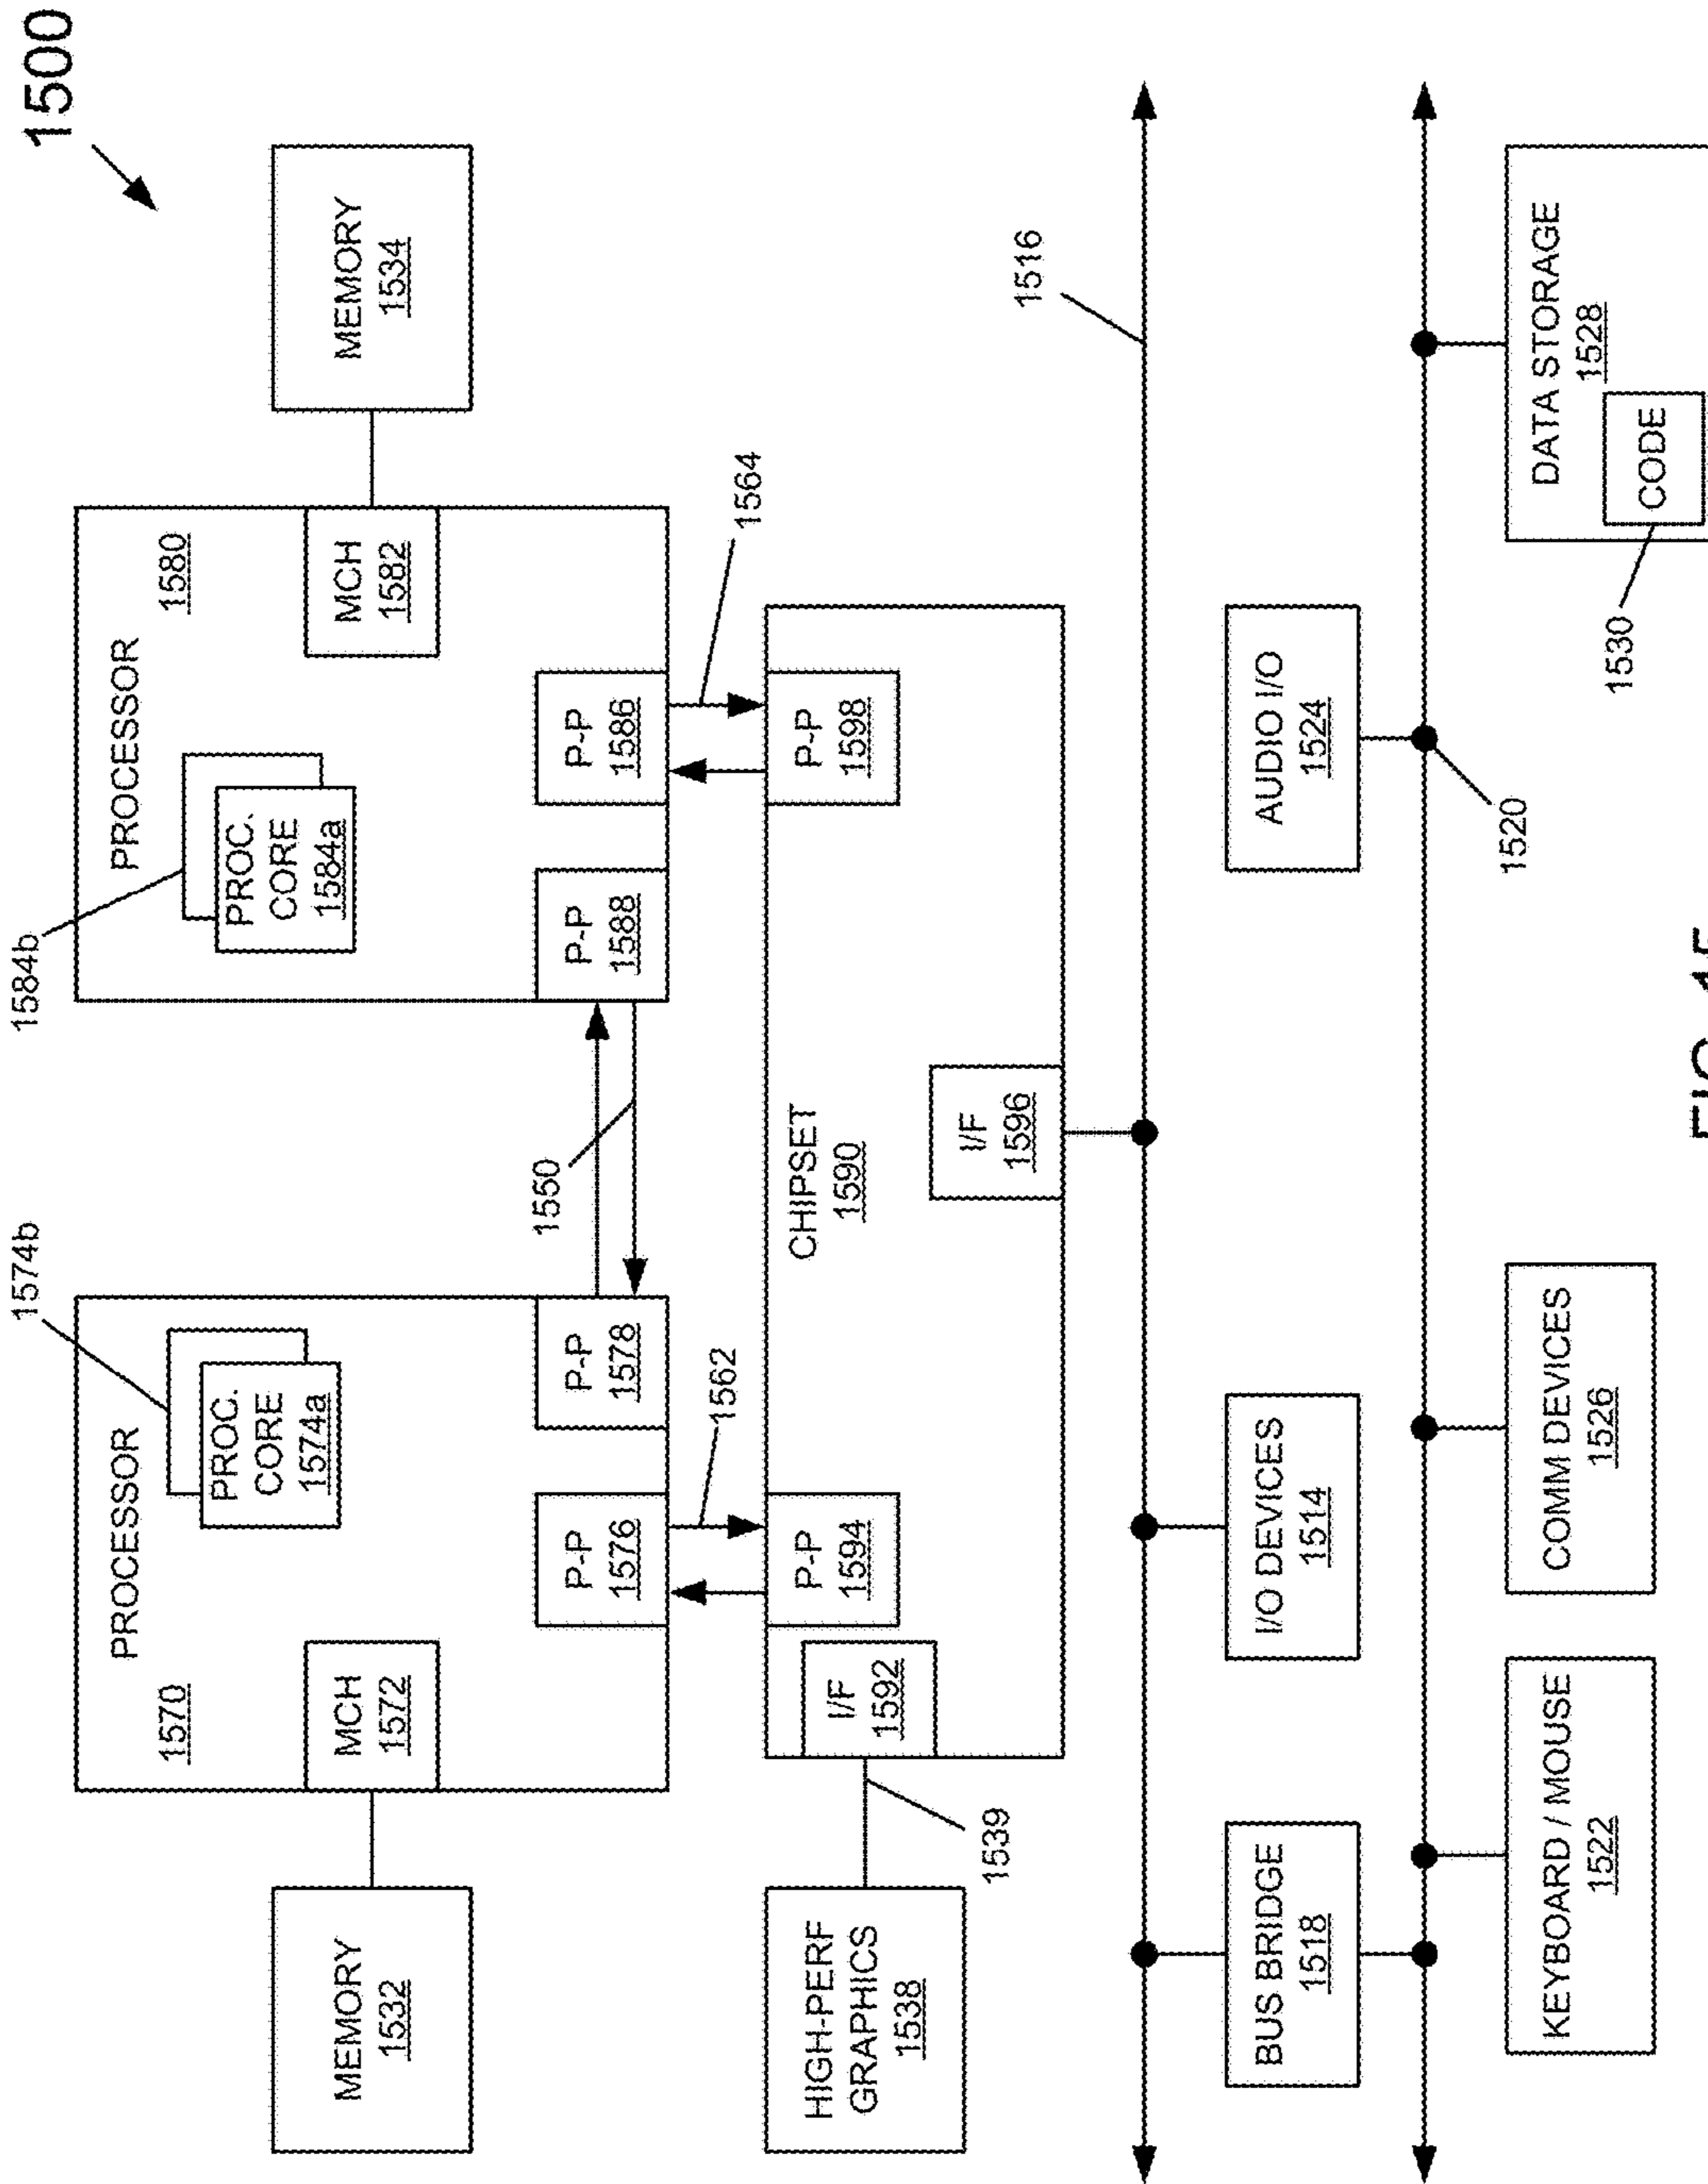 1500
1574b
1584b
PROCESSOR
1570
PROC.
CORE
1574a
MCH
1572
P-P
1576
P-P
1578
MEMORY
1532
1550
PROCESSOR
1580
PROC.
CORE
1584a
MCH
1582
P-P
1588
P-P
1586
MEMORY
1534
1562
1564
HIGH-PERF
GRAPHICS
1538
1539
I/F
1592
P-P
1594
CHIPSET
1590
P-P
1598
I/F
1596
1516
BUS BRIDGE
1518
I/O DEVICES
1514
AUDIO I/O
1524
1520
KEYBOARD / MOUSE
1522
COMM DEVICES
1526
DATA STORAGE
1528
CODE
1530
FIG. 15